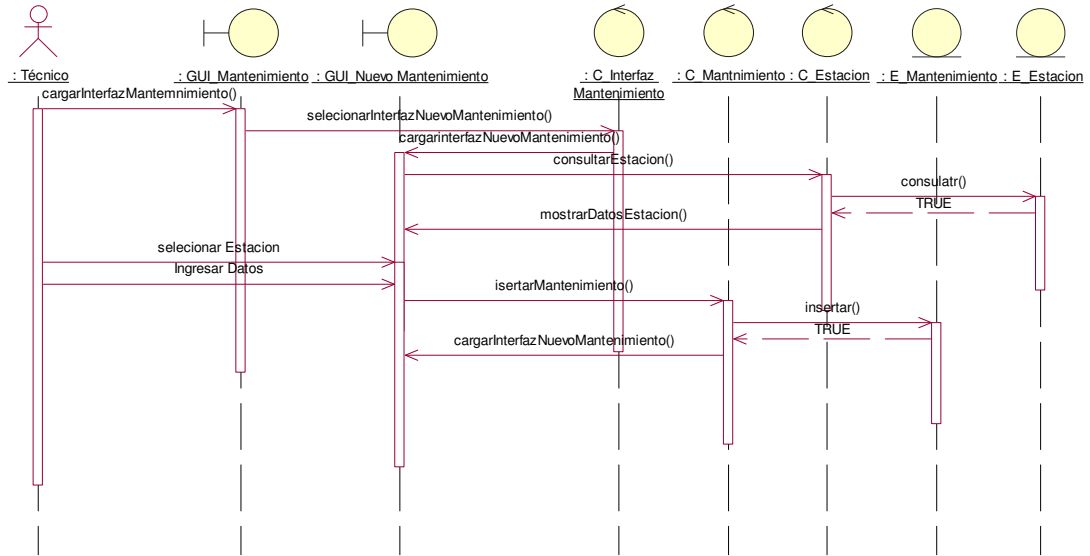 : Técnico
: GUI_Mantenimiento
: GUI_Nuevo Mantenimiento
: C_Interfaz
Mantenimiento
: C_Mantnimiento
: C_Estacion
: E_Mantenimiento
: E_Estacion
cargarInterfazMantemnimiento()
selecionarInterfazNuevoMantenimiento()
cargarinterfazNuevoMantenimiento()
consultarEstacion()
consulatr()
TRUE
mostrarDatosEstacion()
selecionar Estacion
Ingresar Datos
isertarMantenimiento()
insertar()
TRUE
cargarInterfazNuevoMantenimiento()